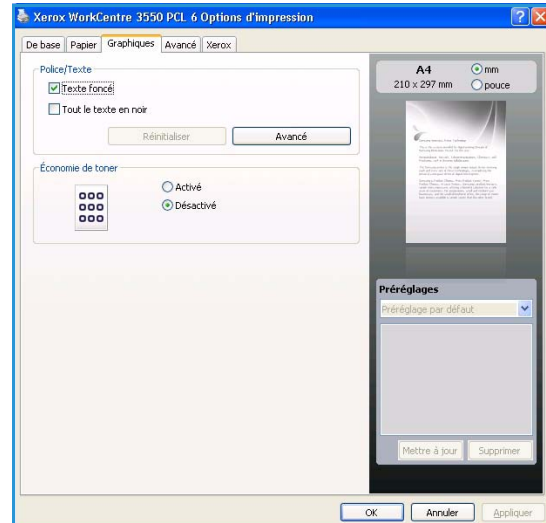 Xerox WorkCentre 3550 PCL 6 Options d'impression
De base
Papier
Graphiques
Avancé
Xerox
Police/Texte
Texte foncé
Tout le texte en noir
Réinitialiser
Avancé
Économie de toner
Activé
Désactivé
A4
210 x 297 mm
mm
pouce
Préréglages
Préréglage par défaut
Mettre à jour
Supprimer
OK
Annuler
Appliquer